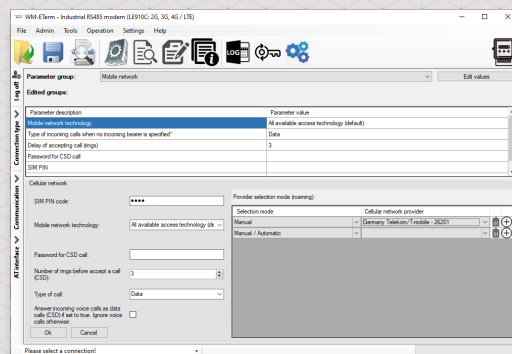 WM-ETerm - Industrial RS485 modem (LE910C: 2G, 3G, 4G / LTE)
File Admin Tools Operation Settings Help
LOG
Parameter group: Mobile network Edit values
Edited groups:
Log off
Connection type
Communication
AT interface
Parameter description Parameter value
Mobile network technology All available access technology (default)
Type of incoming calls when no incoming bearer is specified" Data
Delay of accepting call (rings) 3
Password for CSD call
SIM PIN
Cellular network
SIM PIN code: ●●●●
Provider selection mode (roaming):
Selection mode Cellular network provider
Manual Germany Telekom/T-mobile - 26201
Manual / Automatic
Mobile network technology: All available access technology (de
Password for CSD call:
Number of rings before accept a call
(CSD): 3
Type of call: Data
Answer incoming voice calls as data
calls (CSD) if set to true. Ignore voice
calls otherwise.
Ok Cancel
Please select a connection!